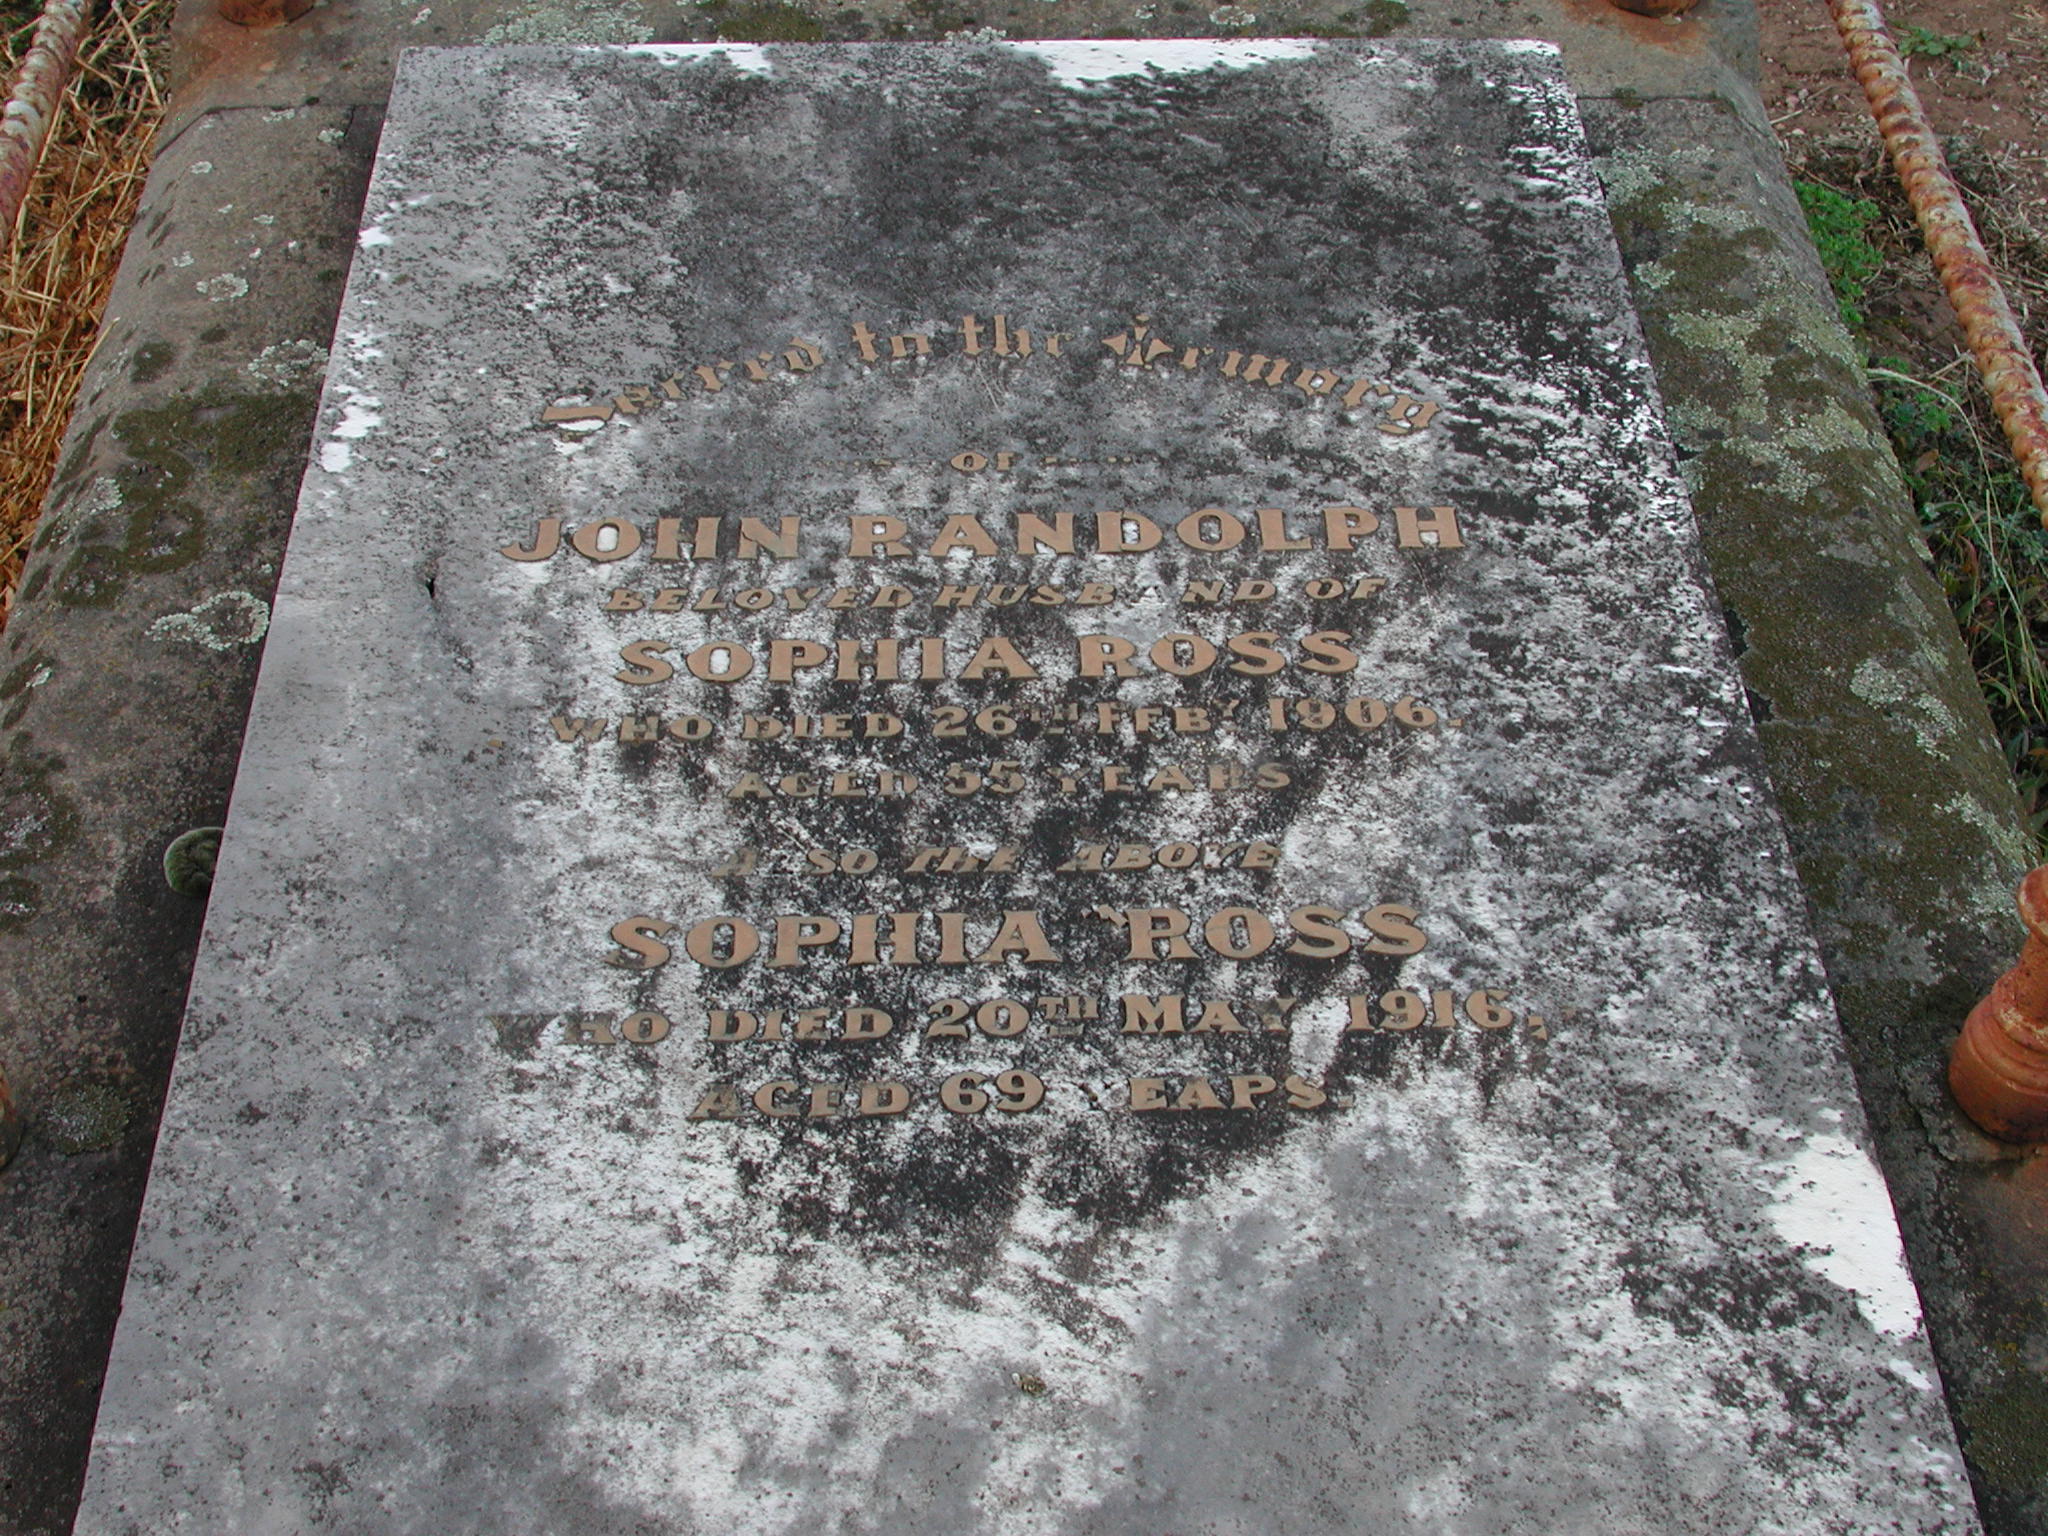 Sacred to the Memory
OF
JOHN RANDOLPH
BELOVED HUSBAND OF
SOPHIA ROSS
WHO DIED 26TH FEBY 1906.
AGED 55 YEARS
ALSO THE ABOVE
SOPHIA ROSS
WHO DIED 20TH MAY 1916,
AGED 69 YEARS.